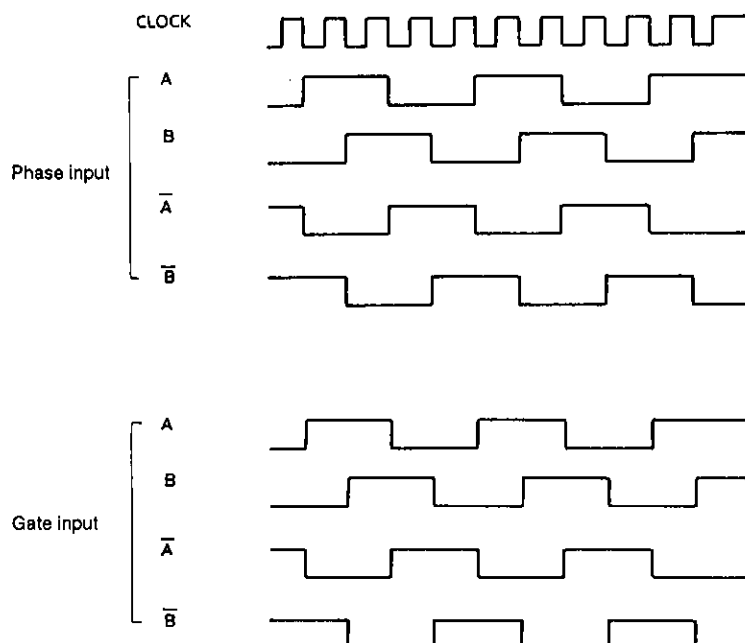 CLOCK
A
B
Phase input
A̅
B̅
A
B
Gate input
A̅
B̅